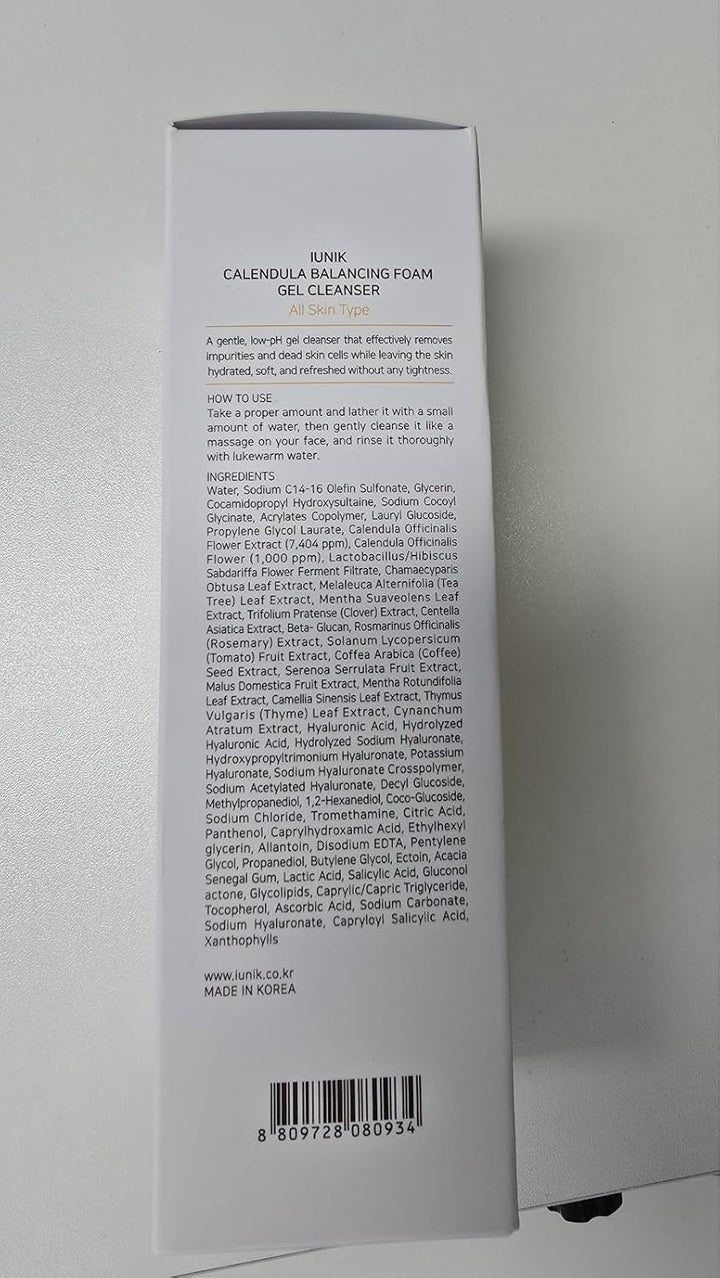 IUNIK
CALENDULA BALANCING FOAM
GEL CLEANSER
All Skin Type
A gentle, low-pH gel cleanser that effectively removes
impurities and dead skin cells while leaving the skin
hydrated, soft, and refreshed without any tightness.
HOW TO USE
Take a proper amount and lather it with a small
amount of water, then gently cleanse it like a
massage on your face, and rinse it thoroughly
with lukewarm water.
INGREDIENTS
Water, Sodium C14-16 Olefin Sulfonate, Glycerin,
Cocamidopropyl Hydroxysultaine, Sodium Cocoyl
Glycinate, Acrylates Copolymer, Lauryl Glucoside,
Propylene Glycol Laurate, Calendula Officinalis
Flower Extract (7,404 ppm), Calendula Officinalis
Flower (1,000 ppm), Lactobacillus/Hibiscus
Sabdariffa Flower Ferment Filtrate, Chamaecyparis
Obtusa Leaf Extract, Melaleuca Alternifolia (Tea
Tree) Leaf Extract, Mentha Suaveolens Leaf
Extract, Trifolium Pratense (Clover) Extract, Centella
Asiatica Extract, Beta- Glucan, Rosmarinus Officinalis
(Rosemary) Extract, Solanum Lycopersicum
(Tomato) Fruit Extract, Coffea Arabica (Coffee)
Seed Extract, Serenoa Serrulata Fruit Extract,
Malus Domestica Fruit Extract, Mentha Rotundifolia
Leaf Extract, Camellia Sinensis Leaf Extract, Thymus
Vulgaris (Thyme) Leaf Extract, Cynanchum
Atratum Extract, Hyaluronic Acid, Hydrolyzed
Hyaluronic Acid, Hydrolyzed Sodium Hyaluronate,
Hydroxypropyltrimonium Hyaluronate, Potassium
Hyaluronate, Sodium Hyaluronate Crosspolymer,
Sodium Acetylated Hyaluronate, Decyl Glucoside,
Methylpropanediol, 1,2-Hexanediol, Coco-Glucoside,
Sodium Chloride, Tromethamine, Citric Acid,
Panthenol, Caprylhydroxamic Acid, Ethylhexyl
glycerin, Allantoin, Disodium EDTA, Pentylene
Glycol, Propanediol, Butylene Glycol, Ectoin, Acacia
Senegal Gum, Lactic Acid, Salicylic Acid, Gluconol
actone, Glycolipids, Caprylic/Capric Triglyceride,
Tocopherol, Ascorbic Acid, Sodium Carbonate,
Sodium Hyaluronate, Capryloyl Salicylic Acid,
Xanthophylls
www.iunik.co.kr
MADE IN KOREA
8 809728 080934